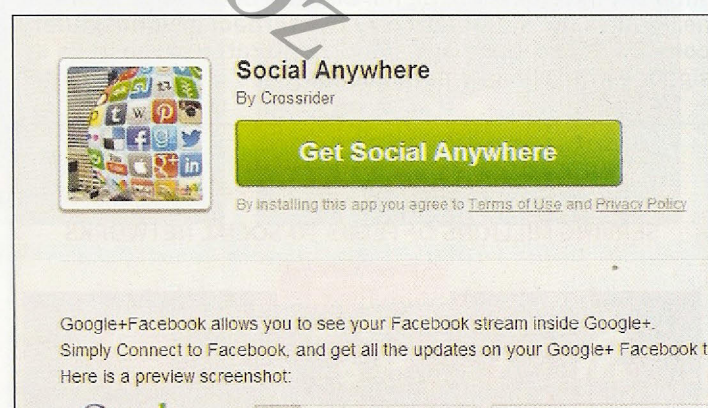 OZ
Social Anywhere
By Crossrider
Get Social Anywhere
By installing this app you agree to Terms of Use and Privacy Policy
Google+Facebook allows you to see your Facebook stream inside Google+.
Simply Connect to Facebook, and get all the updates on your Google+ Facebook t
Here is a preview screenshot: